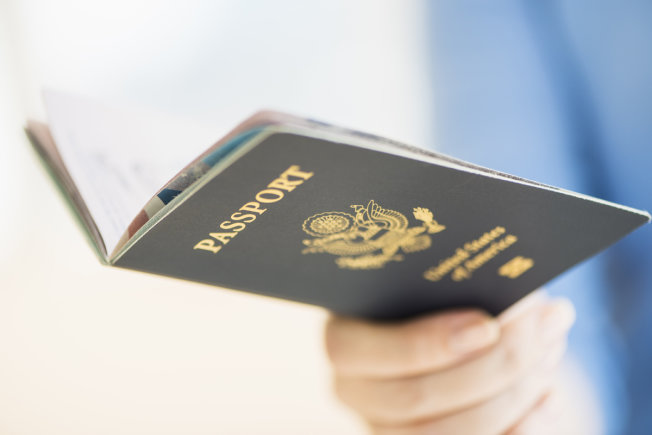 PASSPORT
United States
of America